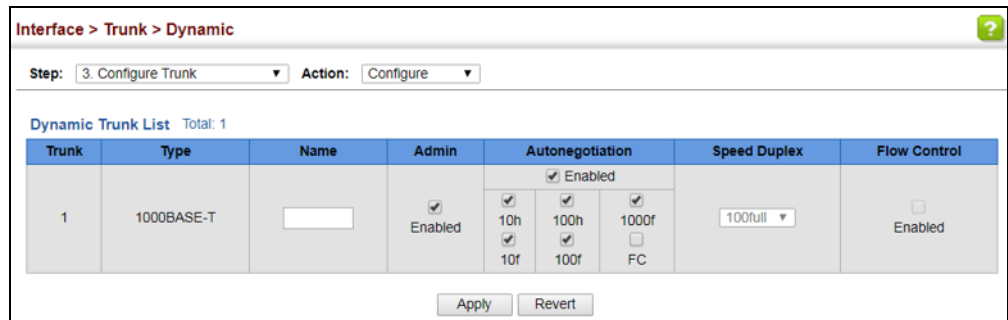 Interface > Trunk > Dynamic
?
Step: 3. Configure Trunk Action: Configure
Dynamic Trunk List Total: 1
Trunk Type Name Admin Autonegotiation Speed Duplex Flow Control
Enabled
1 1000BASE-T Enabled 10h 100h 1000f 100full Enabled
10f 100f FC
Apply Revert